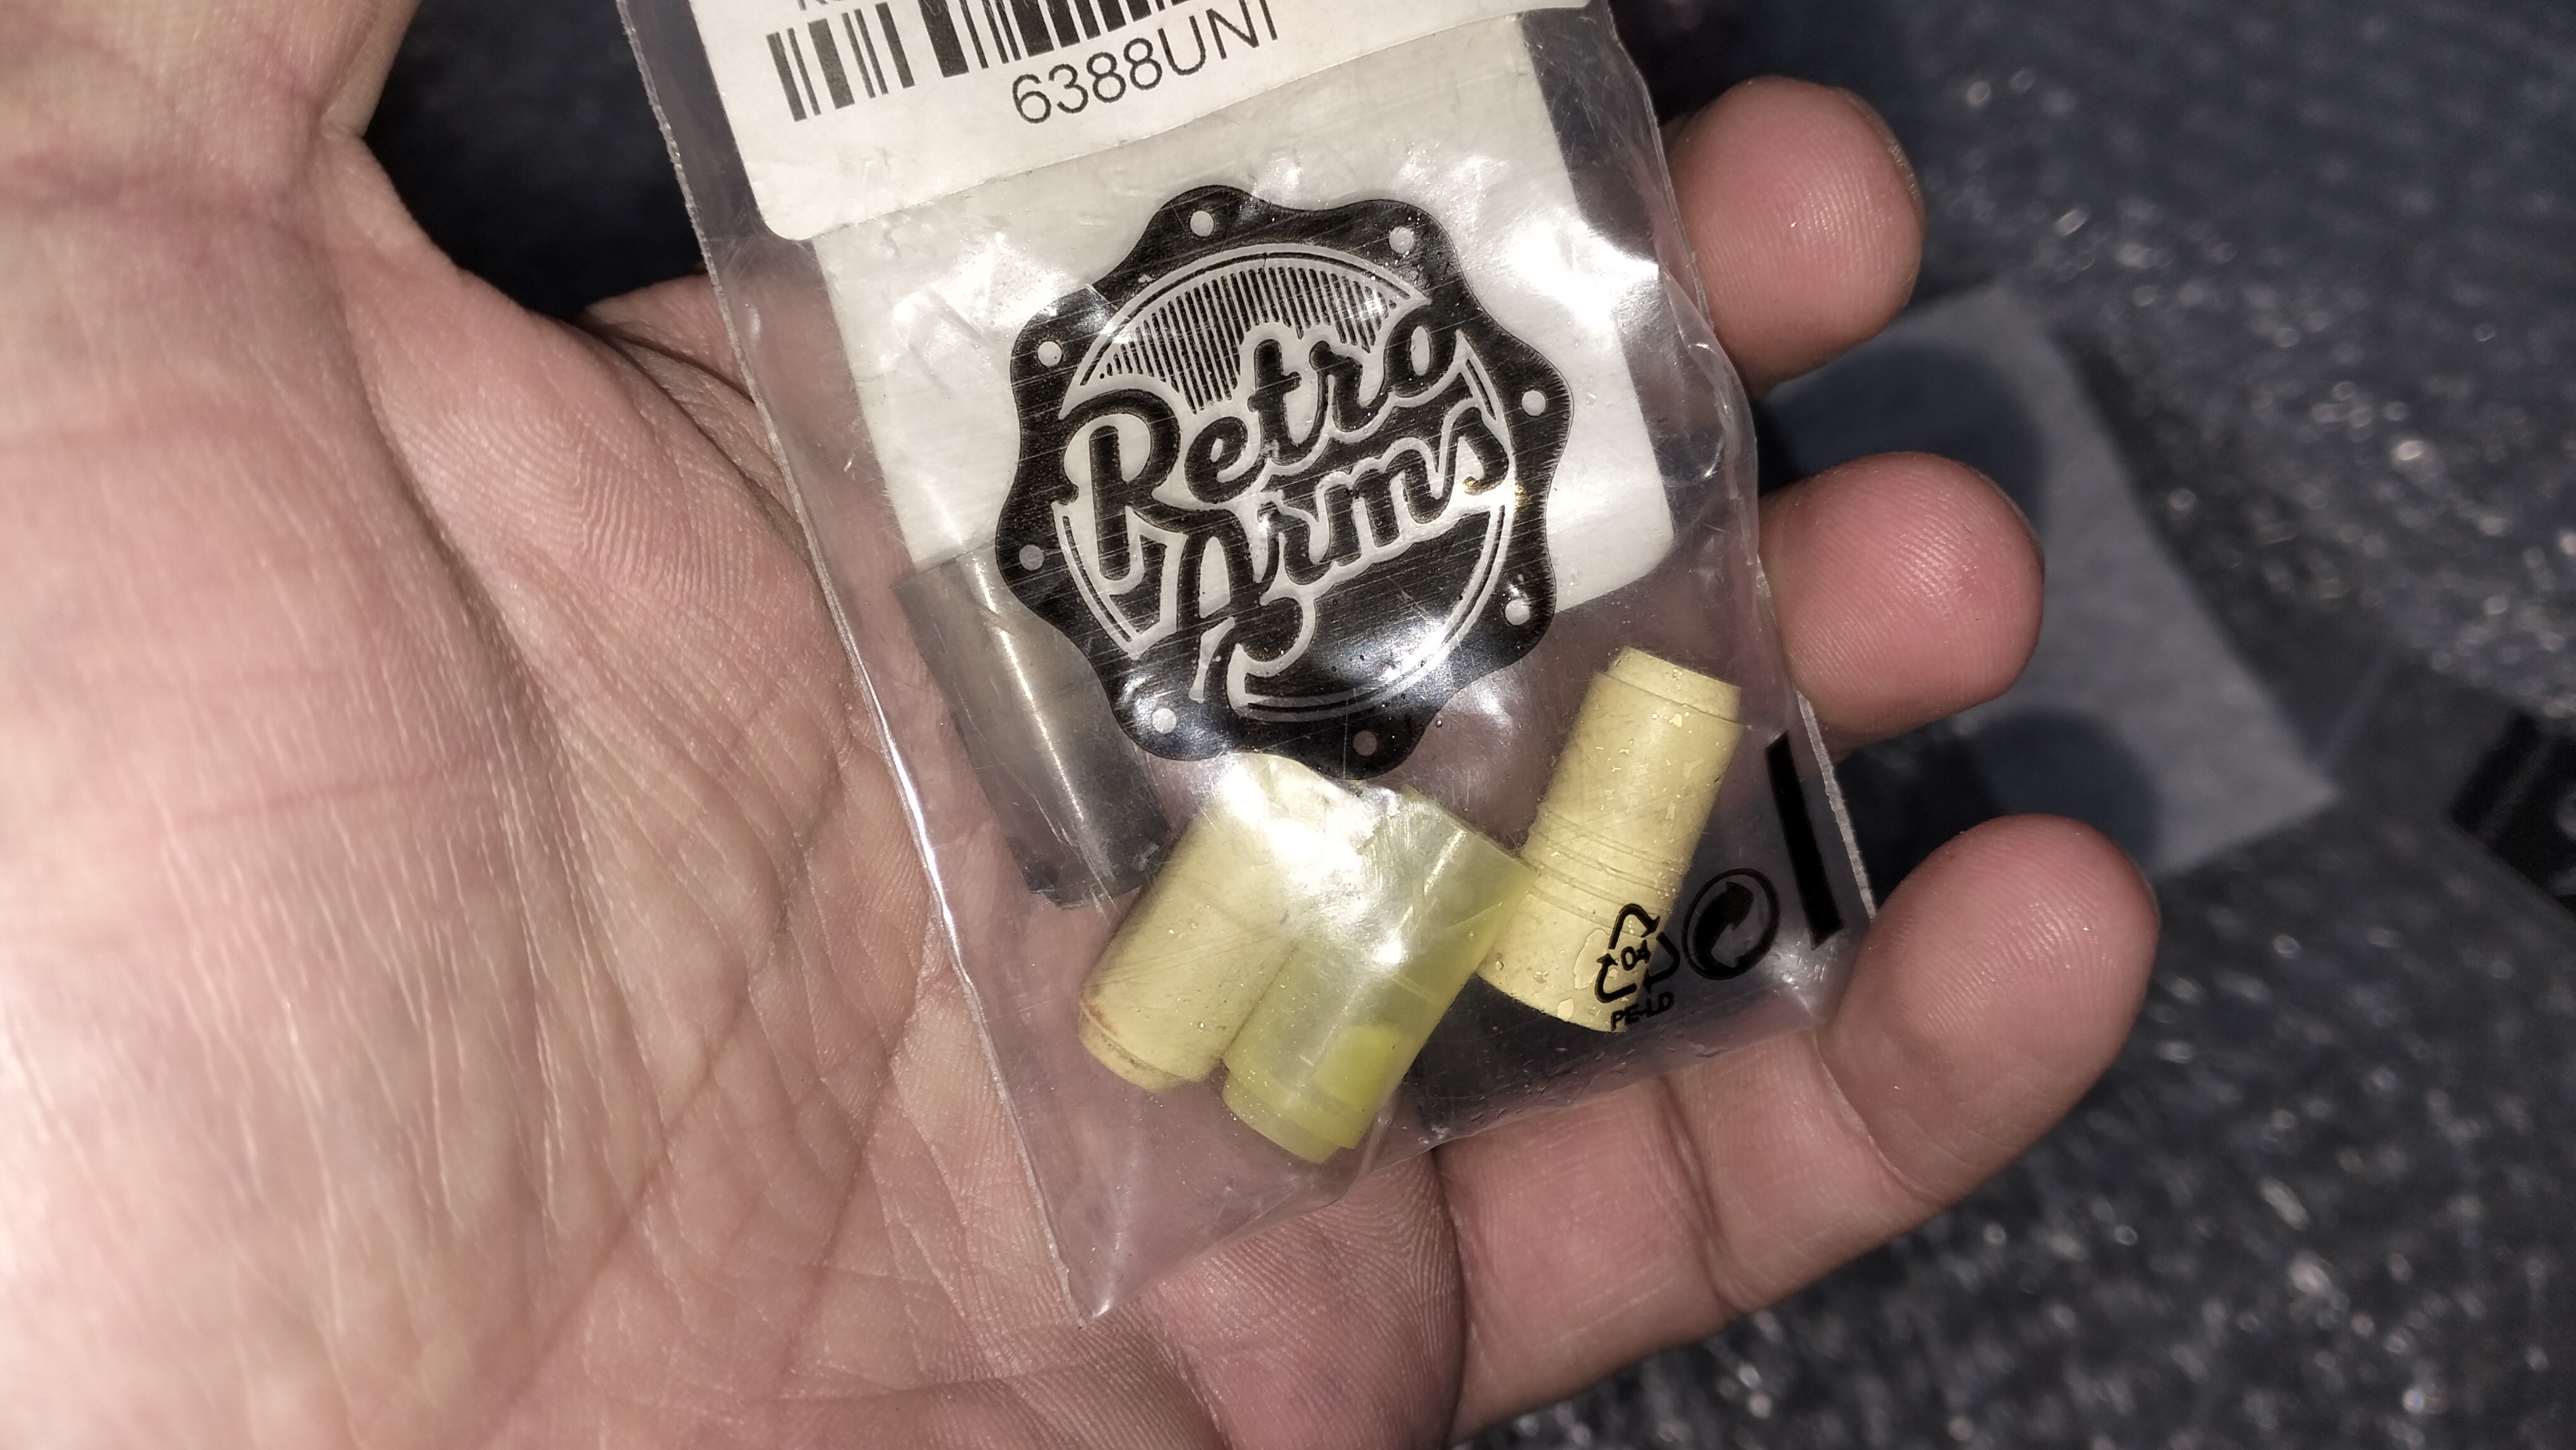 6388UNI
Retro
Arms
04
PE-LD